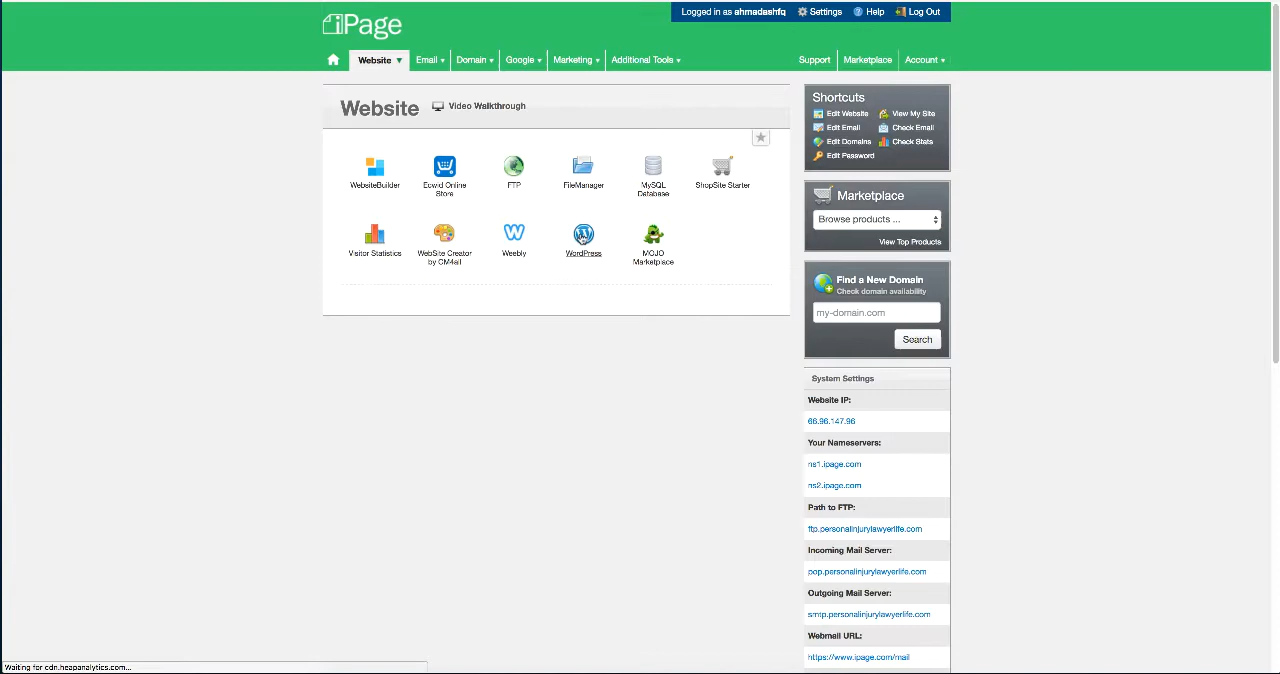 Logged in as ahmadashfq Settings Help Log Out
iPage
Website ▾ Email ▾ Domain ▾ Google ▾ Marketing ▾ Additional Tools ▾ Support Marketplace Account ▾
Website Video Walkthrough
WebsiteBuilder
Ecwid Online
Store
FTP
FileManager
MySQL
Database
ShopSite Starter
Visitor Statistics
WebSite Creator
by CM4all
Weebly
WordPress
MOJO
Marketplace
Shortcuts
Edit Website View My Site
Edit Email Check Email
Edit Domains Check Stats
Edit Password
Marketplace
Browse products ...
View Top Products
Find a New Domain
Check domain availability
my-domain.com
Search
System Settings
Website IP:
66.96.147.96
Your Nameservers:
ns1.ipage.com
ns2.ipage.com
Path to FTP:
ftp.personalinjurylawyerlife.com
Incoming Mail Server:
pop.personalinjurylawyerlife.com
Outgoing Mail Server:
smtp.personalinjurylawyerlife.com
Webmail URL:
https://www.ipage.com/mail
Waiting for cdn.heapanalytics.com...